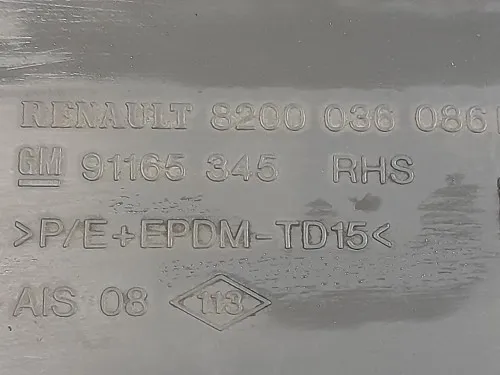 RENAULT 8200 036 086
GM 91165 345 RHS
>P/E+EPDM-TD15<
AIS 08 113